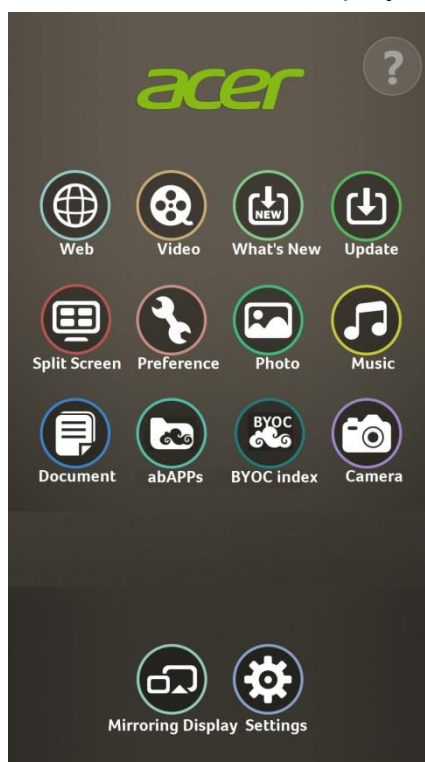 acer
?
Web Video What's New Update
NEW
Split Screen Preference Photo Music
BYOC
Document abAPPs BYOC index Camera
Mirroring Display Settings